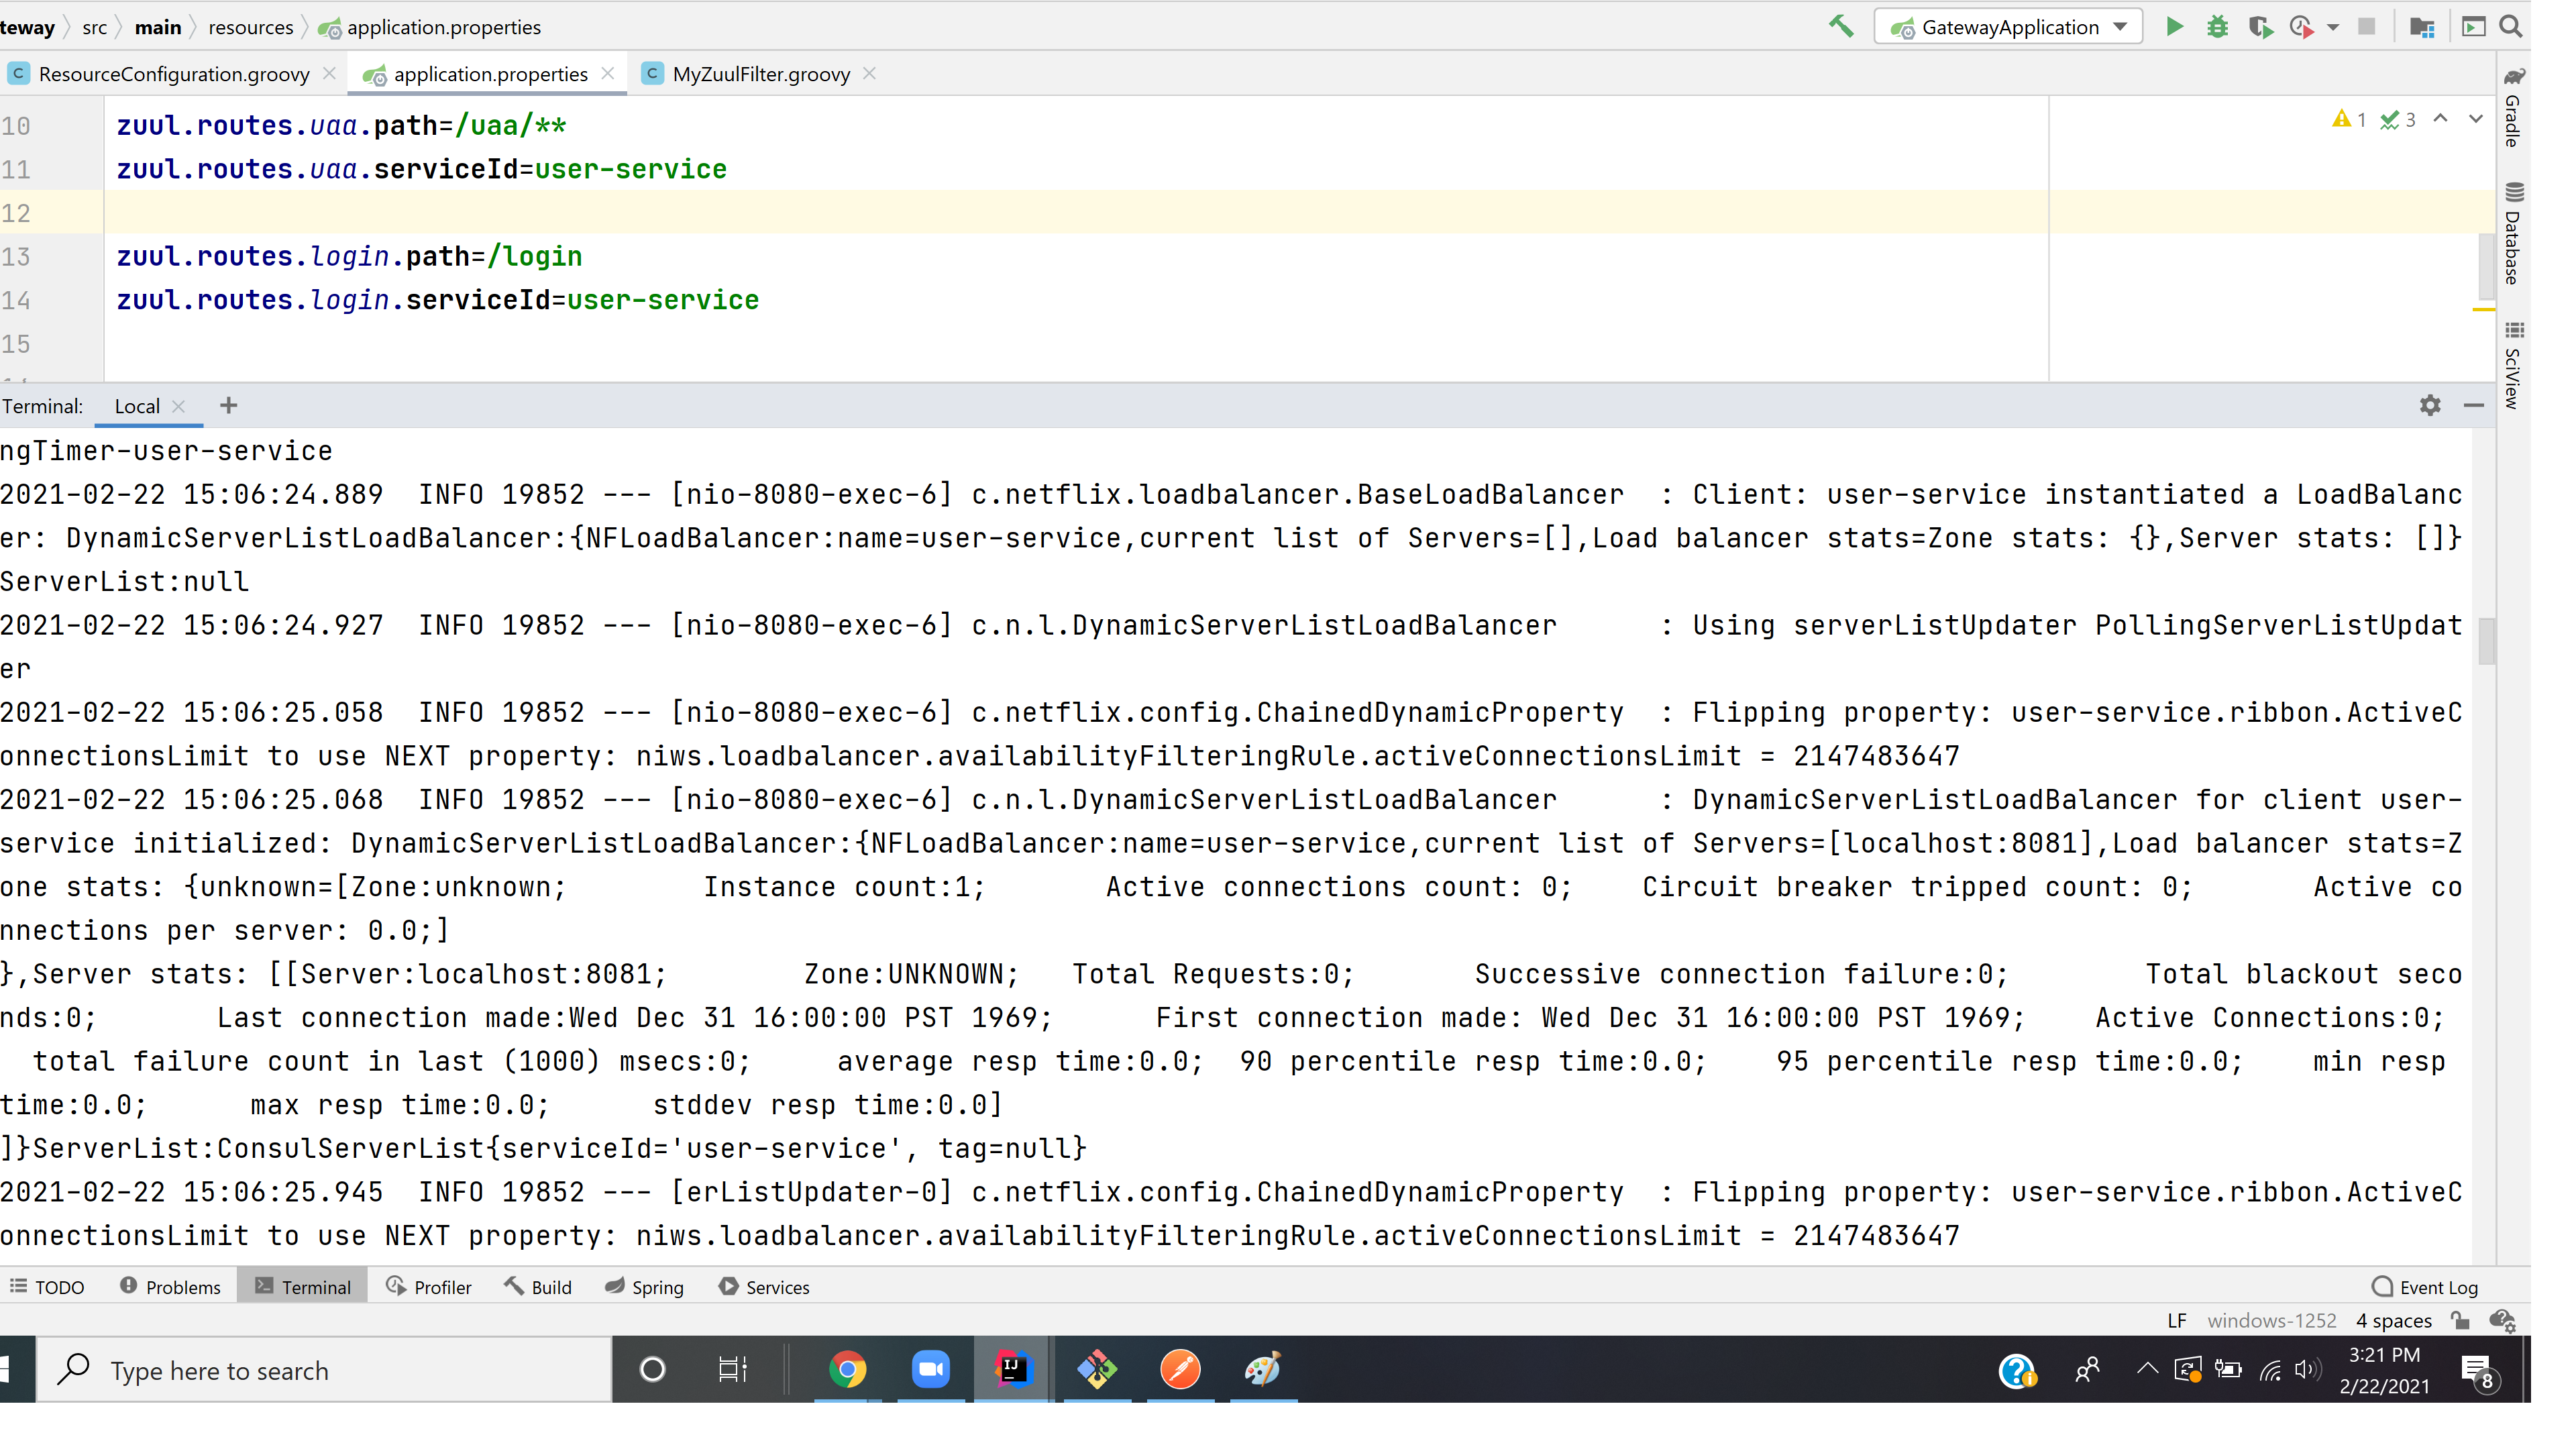 teway
src
main
resources
application.properties
GatewayApplication
ResourceConfiguration.groovy
application.properties
MyZuulFilter.groovy
10 zuul.routes.uaa.path=/uaa/**
1
3
11 zuul.routes.uaa.serviceId=user-service
12
13 zuul.routes.login.path=/login
14 zuul.routes.login.serviceId=user-service
15
Gradle
Database
SciView
Terminal: Local +
ngTimer-user-service
2021-02-22 15:06:24.889  INFO 19852 --- [nio-8080-exec-6] c.netflix.loadbalancer.BaseLoadBalancer  : Client: user-service instantiated a LoadBalanc
er: DynamicServerListLoadBalancer:{NFLoadBalancer:name=user-service,current list of Servers=[],Load balancer stats=Zone stats: {},Server stats: []}
ServerList:null
2021-02-22 15:06:24.927  INFO 19852 --- [nio-8080-exec-6] c.n.l.DynamicServerListLoadBalancer      : Using serverListUpdater PollingServerListUpdat
er
2021-02-22 15:06:25.058  INFO 19852 --- [nio-8080-exec-6] c.netflix.config.ChainedDynamicProperty  : Flipping property: user-service.ribbon.ActiveC
onnectionsLimit to use NEXT property: niws.loadbalancer.availabilityFilteringRule.activeConnectionsLimit = 2147483647
2021-02-22 15:06:25.068  INFO 19852 --- [nio-8080-exec-6] c.n.l.DynamicServerListLoadBalancer      : DynamicServerListLoadBalancer for client user-
service initialized: DynamicServerListLoadBalancer:{NFLoadBalancer:name=user-service,current list of Servers=[localhost:8081],Load balancer stats=Z
one stats: {unknown=[Zone:unknown;        Instance count:1;       Active connections count: 0;    Circuit breaker tripped count: 0;       Active co
nnections per server: 0.0;]
},Server stats: [[Server:localhost:8081;        Zone:UNKNOWN;   Total Requests:0;       Successive connection failure:0;        Total blackout seco
nds:0;       Last connection made:Wed Dec 31 16:00:00 PST 1969;      First connection made: Wed Dec 31 16:00:00 PST 1969;    Active Connections:0;
  total failure count in last (1000) msecs:0;     average resp time:0.0;  90 percentile resp time:0.0;    95 percentile resp time:0.0;    min resp
time:0.0;      max resp time:0.0;      stddev resp time:0.0]
]}ServerList:ConsulServerList{serviceId='user-service', tag=null}
2021-02-22 15:06:25.945  INFO 19852 --- [erListUpdater-0] c.netflix.config.ChainedDynamicProperty  : Flipping property: user-service.ribbon.ActiveC
onnectionsLimit to use NEXT property: niws.loadbalancer.availabilityFilteringRule.activeConnectionsLimit = 2147483647
TODO Problems Terminal Profiler Build Spring Services Event Log
LF windows-1252 4 spaces
Type here to search
3:21 PM
2/22/2021
8